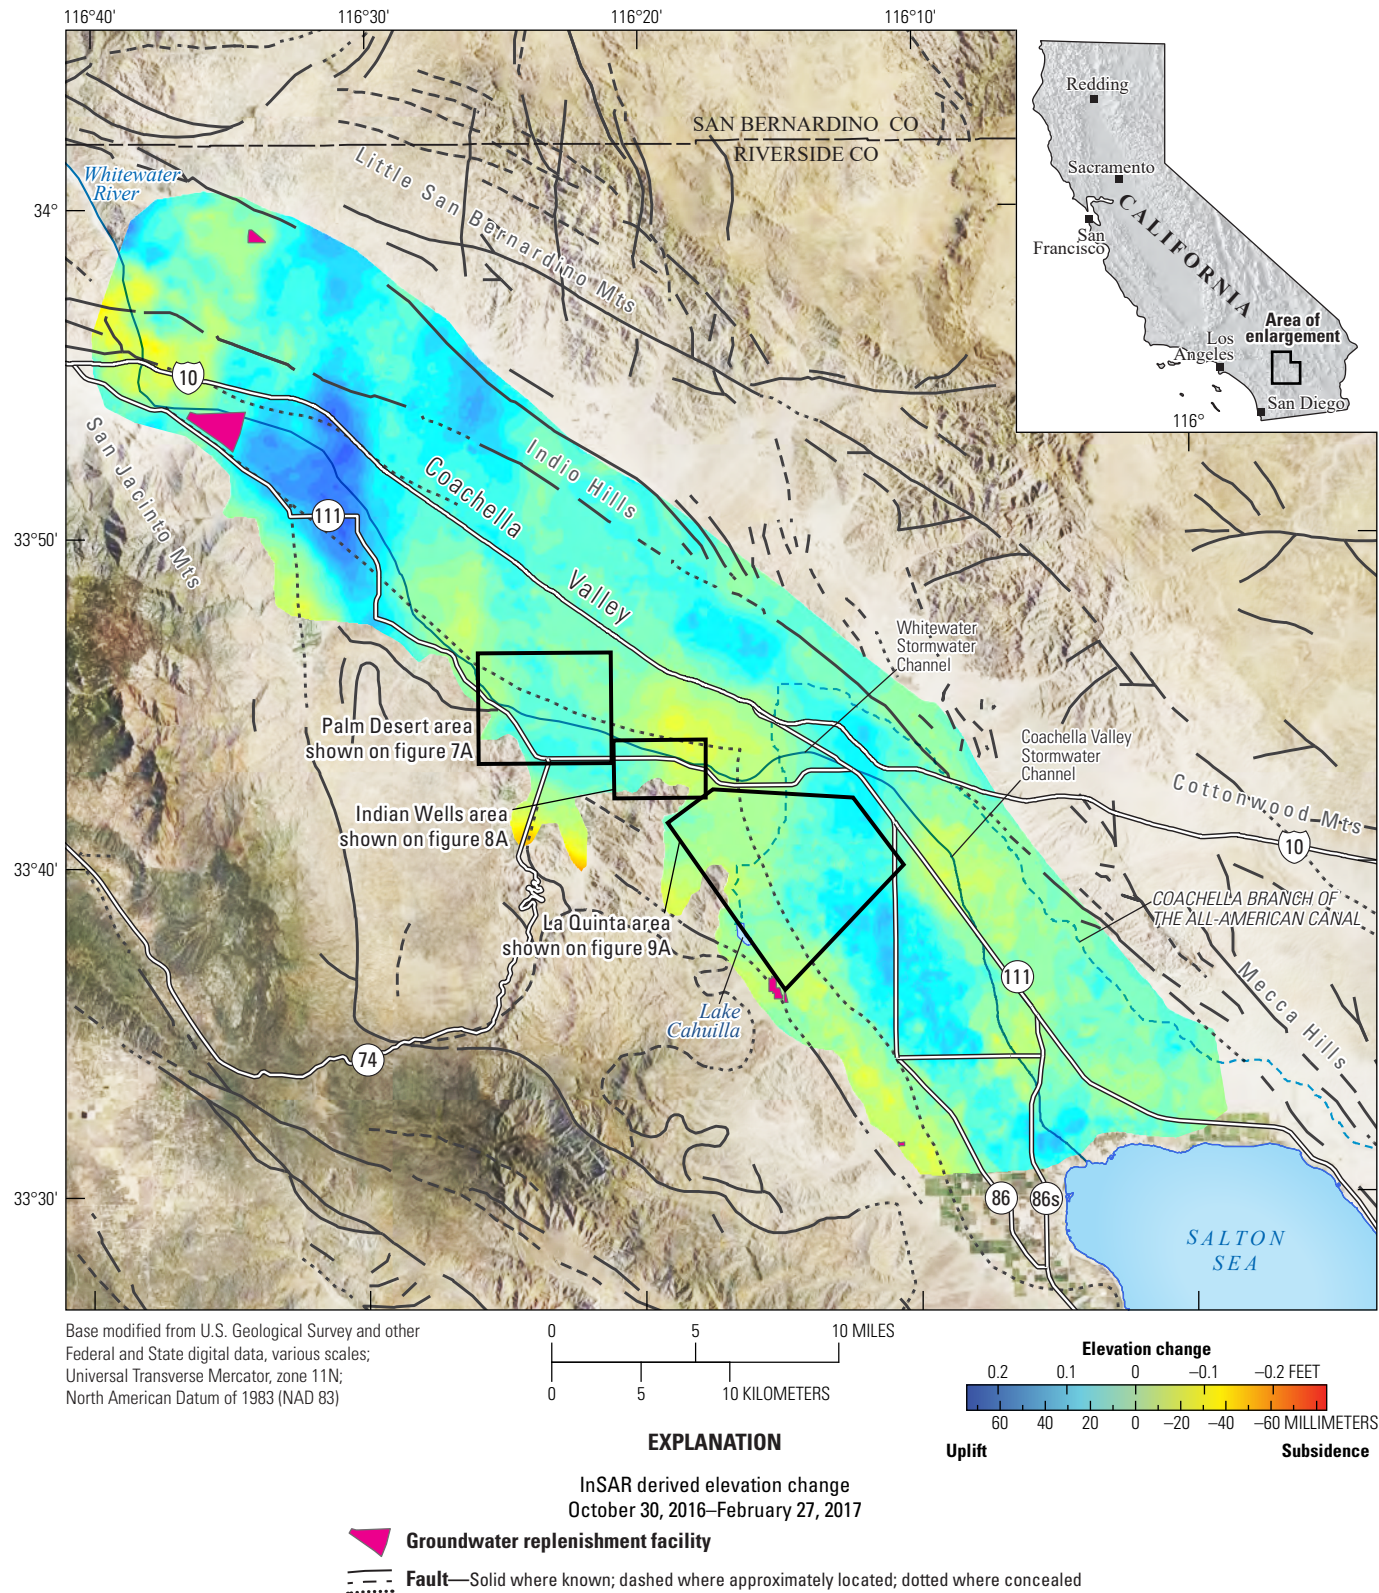 116°40'
116°30'
116°20'
116°10'
34°
33°50'
33°40'
33°30'
116°
SAN BERNARDINO CO
RIVERSIDE CO
Whitewater
River
Little San Bernardino Mts
10
San Jacinto Mts
111
Coachella
Valley
Indio Hills
Whitewater
Stormwater
Channel
Palm Desert area
shown on figure 7A
Coachella Valley
Stormwater
Channel
Indian Wells area
shown on figure 8A
Cottonwood Mts
10
COACHELLA BRANCH OF
THE ALL-AMERICAN CANAL
La Quinta area
shown on figure 9A
Lake
Cahuilla
111
Mecca Hills
74
86
86s
SALTON
SEA
Redding
Sacramento
San
Francisco
CALIFORNIA
Los
Angeles
Area of
enlargement
San Diego
Base modified from U.S. Geological Survey and other
Federal and State digital data, various scales;
Universal Transverse Mercator, zone 11N;
North American Datum of 1983 (NAD 83)
0 5 10 MILES
0 5 10 KILOMETERS
Elevation change
0.2 0.1 0 –0.1 –0.2 FEET
60 40 20 0 –20 –40 –60 MILLIMETERS
Uplift Subsidence
EXPLANATION
InSAR derived elevation change
October 30, 2016–February 27, 2017
Groundwater replenishment facility
Fault—Solid where known; dashed where approximately located; dotted where concealed